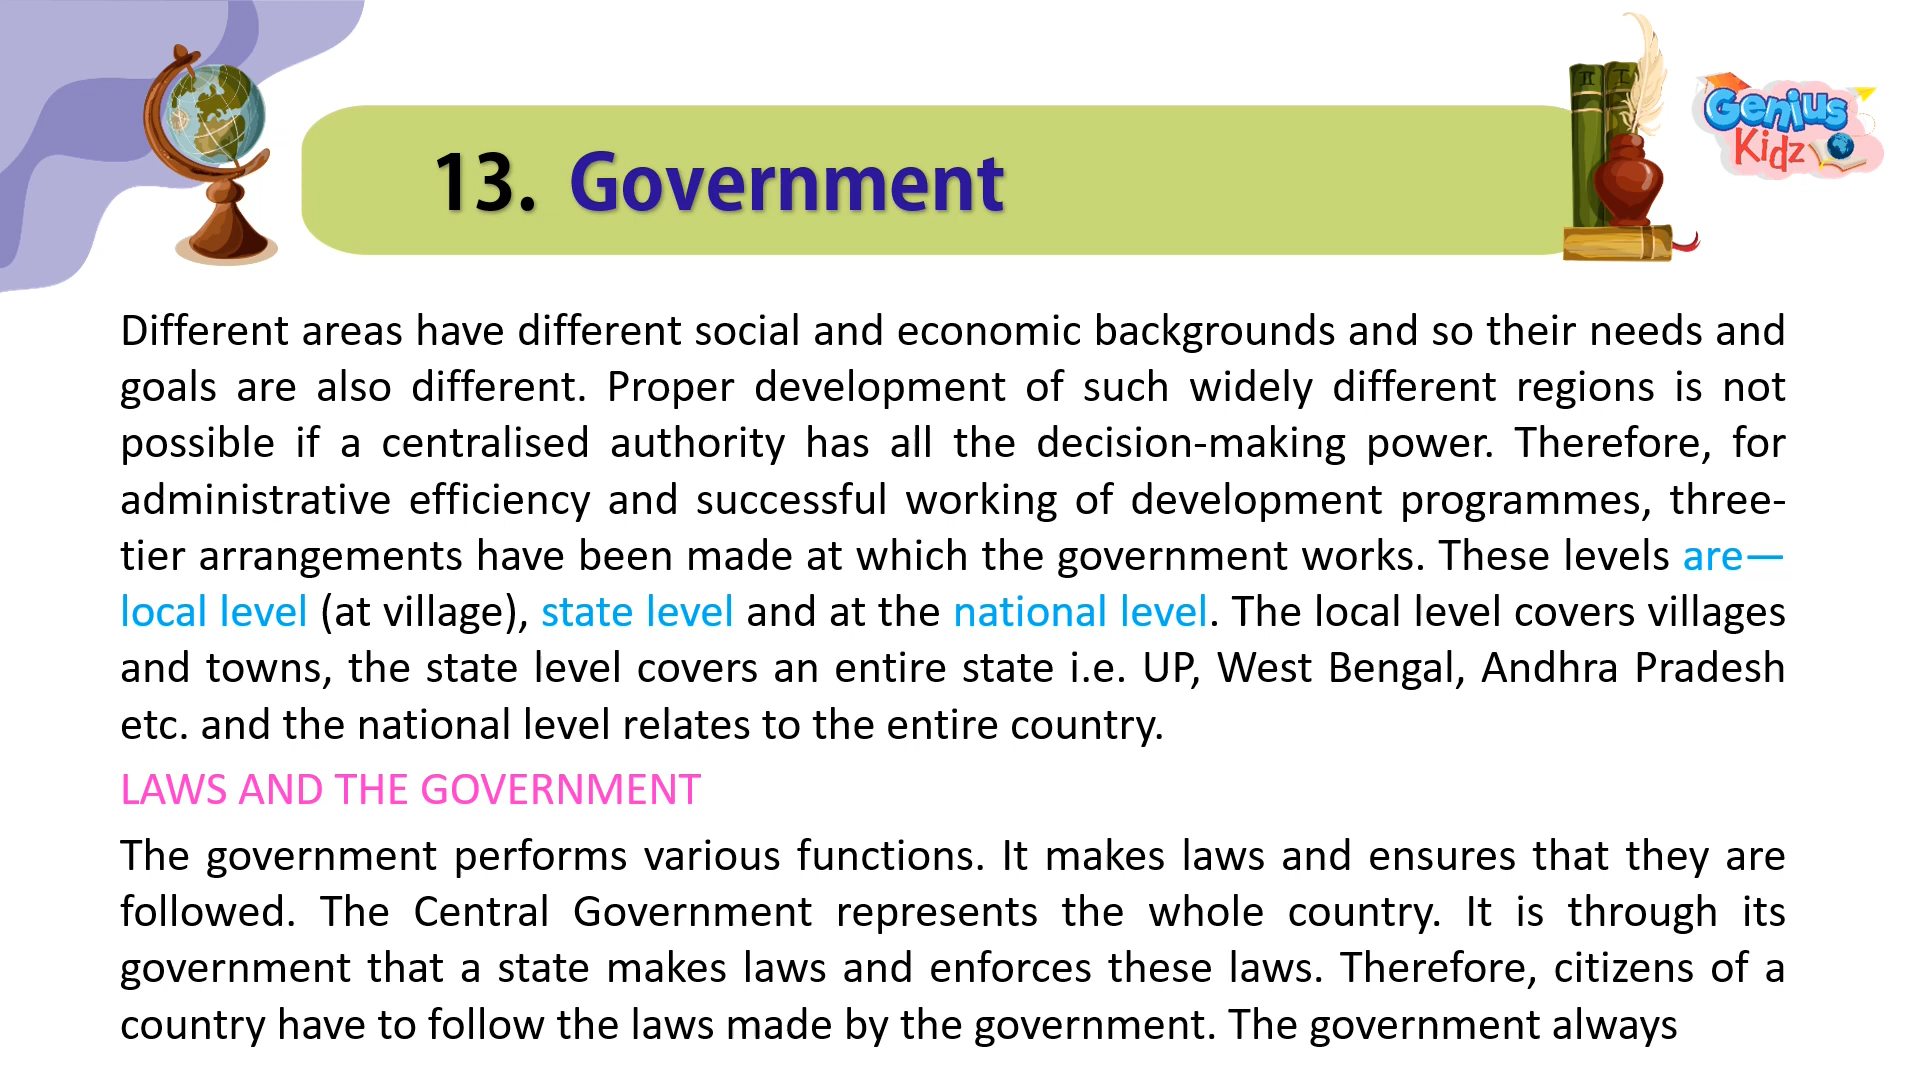 Genius
Kidz
13. Government
Different areas have different social and economic backgrounds and so their needs and
goals are also different. Proper development of such widely different regions is not
possible if a centralised authority has all the decision-making power. Therefore, for
administrative efficiency and successful working of development programmes, three-
tier arrangements have been made at which the government works. These levels are—
local level (at village), state level and at the national level. The local level covers villages
and towns, the state level covers an entire state i.e. UP, West Bengal, Andhra Pradesh
etc. and the national level relates to the entire country.
LAWS AND THE GOVERNMENT
The government performs various functions. It makes laws and ensures that they are
followed. The Central Government represents the whole country. It is through its
government that a state makes laws and enforces these laws. Therefore, citizens of a
country have to follow the laws made by the government. The government always